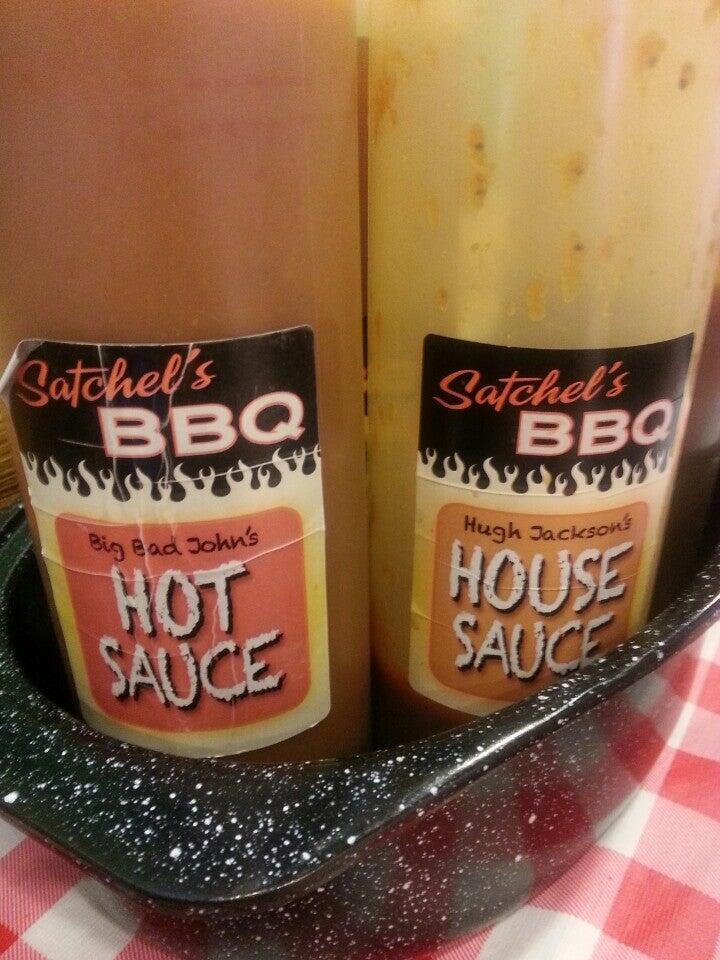 Satchel's
BBQ
Big Bad John's
HOT
SAUCE
Satchel's
BBQ
Hugh Jackson's
HOUSE
SAUCE